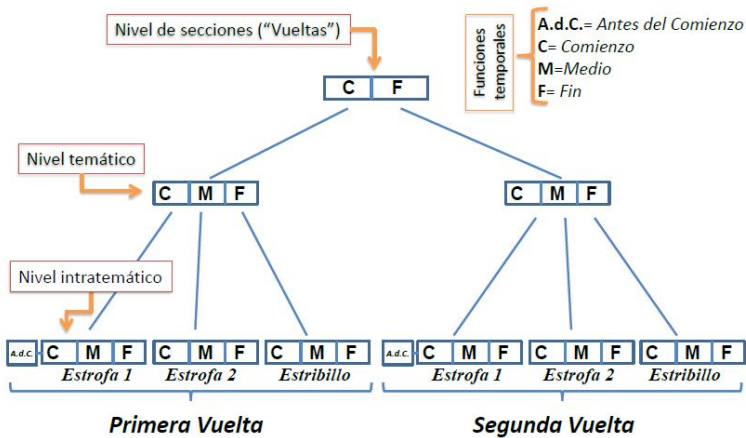 Nivel de secciones (“Vueltas”)
Funciones temporales
A.d.C.= Antes del Comienzo
C= Comienzo
M=Medio
F= Fin
C F
Nivel temático
C M F
C M F
Nivel intratemático
A.d.C. C M F
C M F
C M F
A.d.C. C M F
C M F
C M F
Estrofa 1
Estrofa 2
Estribillo
Estrofa 1
Estrofa 2
Estribillo
Primera Vuelta
Segunda Vuelta